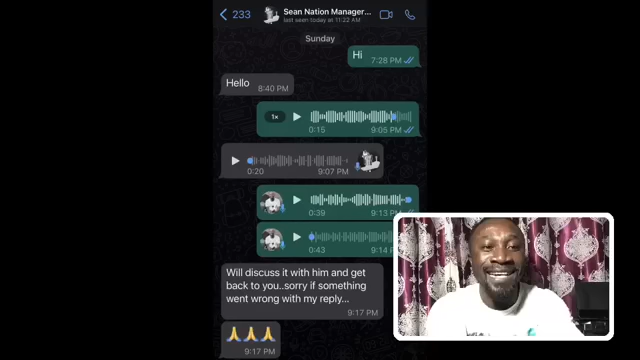 233
Sean Nation Manager...
last seen today at 11:22 AM
Sunday
Hi
7:28 PM
Hello
8:40 PM
1×
0:15
9:05 PM
0:20
9:07 PM
0:39
9:13 PM
0:43
9:14 PM
Will discuss it with him and get
back to you..sorry if something
went wrong with my reply...
9:17 PM
🙏🙏🙏
9:17 PM